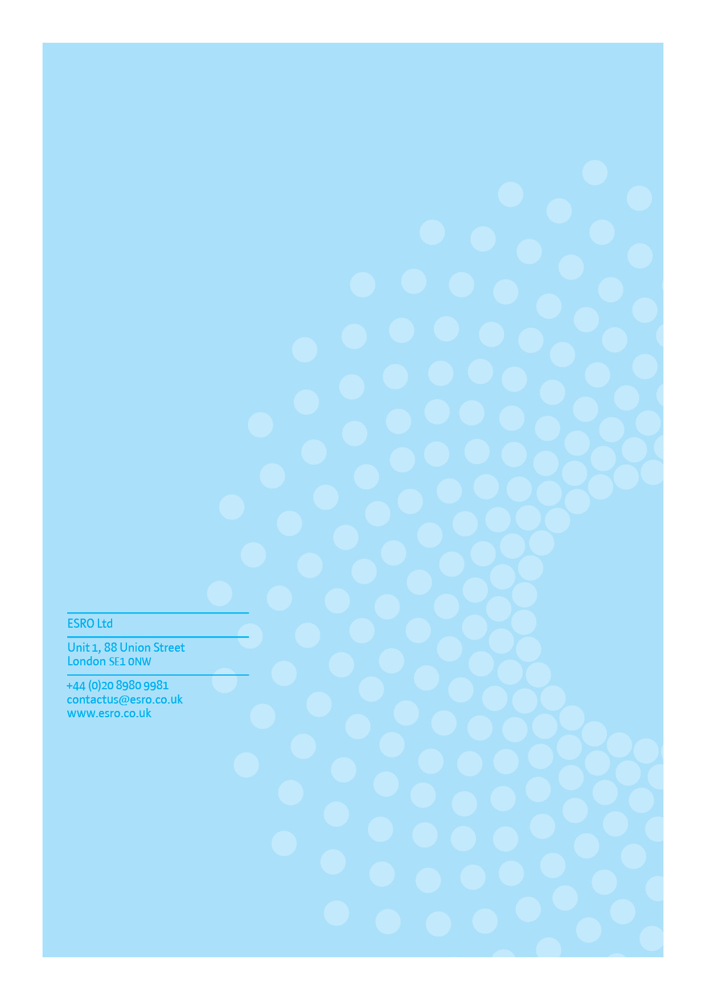 ESRO Ltd
Unit 1, 88 Union Street
London SE1 0NW
+44 (0)20 8980 9981
contactus@esro.co.uk
www.esro.co.uk